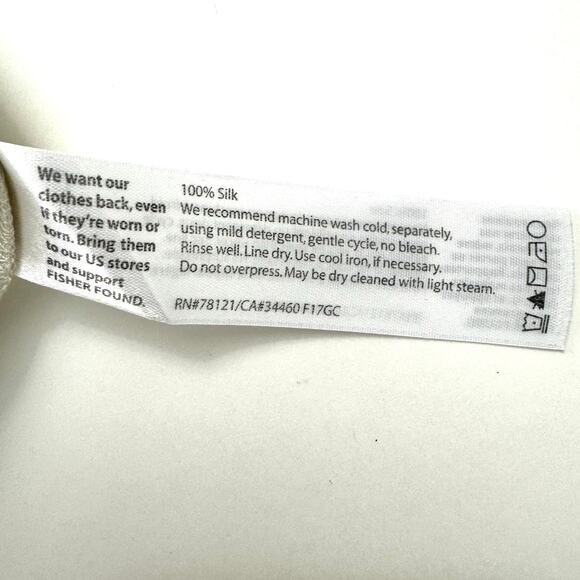 We want our
clothes back, even
if they're worn or
torn. Bring them
to our US stores
and support
FISHER FOUND.
100% Silk
We recommend machine wash cold, separately,
using mild detergent, gentle cycle, no bleach.
Rinse well. Line dry. Use cool iron, if necessary.
Do not overpress. May be dry cleaned with light steam.
RN#78121/CA#34460 F17GC